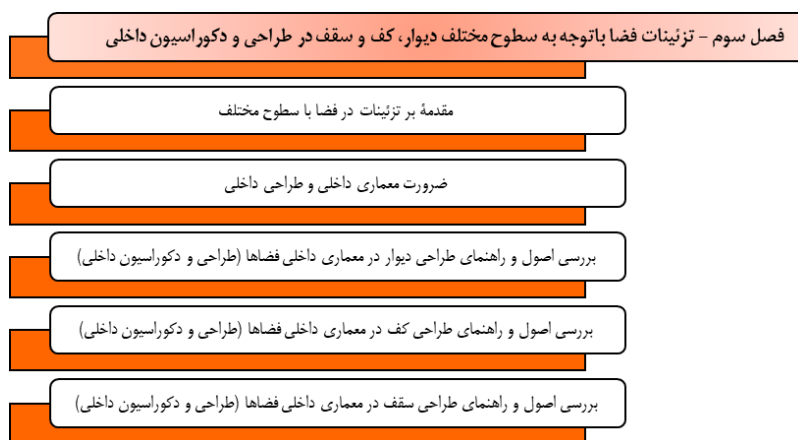 فصل سوم – تزئینات فضا باتوجه به سطوح مختلف دیوار، کف و سقف در طراحی و دکوراسیون داخلی
مقدمۀ بر تزئینات در فضا با سطوح مختلف
ضرورت معماری داخلی و طراحی داخلی
بررسی اصول و راهنمای طراحی دیوار در معماری داخلی فضاها (طراحی و دکوراسیون داخلی)
بررسی اصول و راهنمای طراحی کف در معماری داخلی فضاها (طراحی و دکوراسیون داخلی)
بررسی اصول و راهنمای طراحی سقف در معماری داخلی فضاها (طراحی و دکوراسیون داخلی)